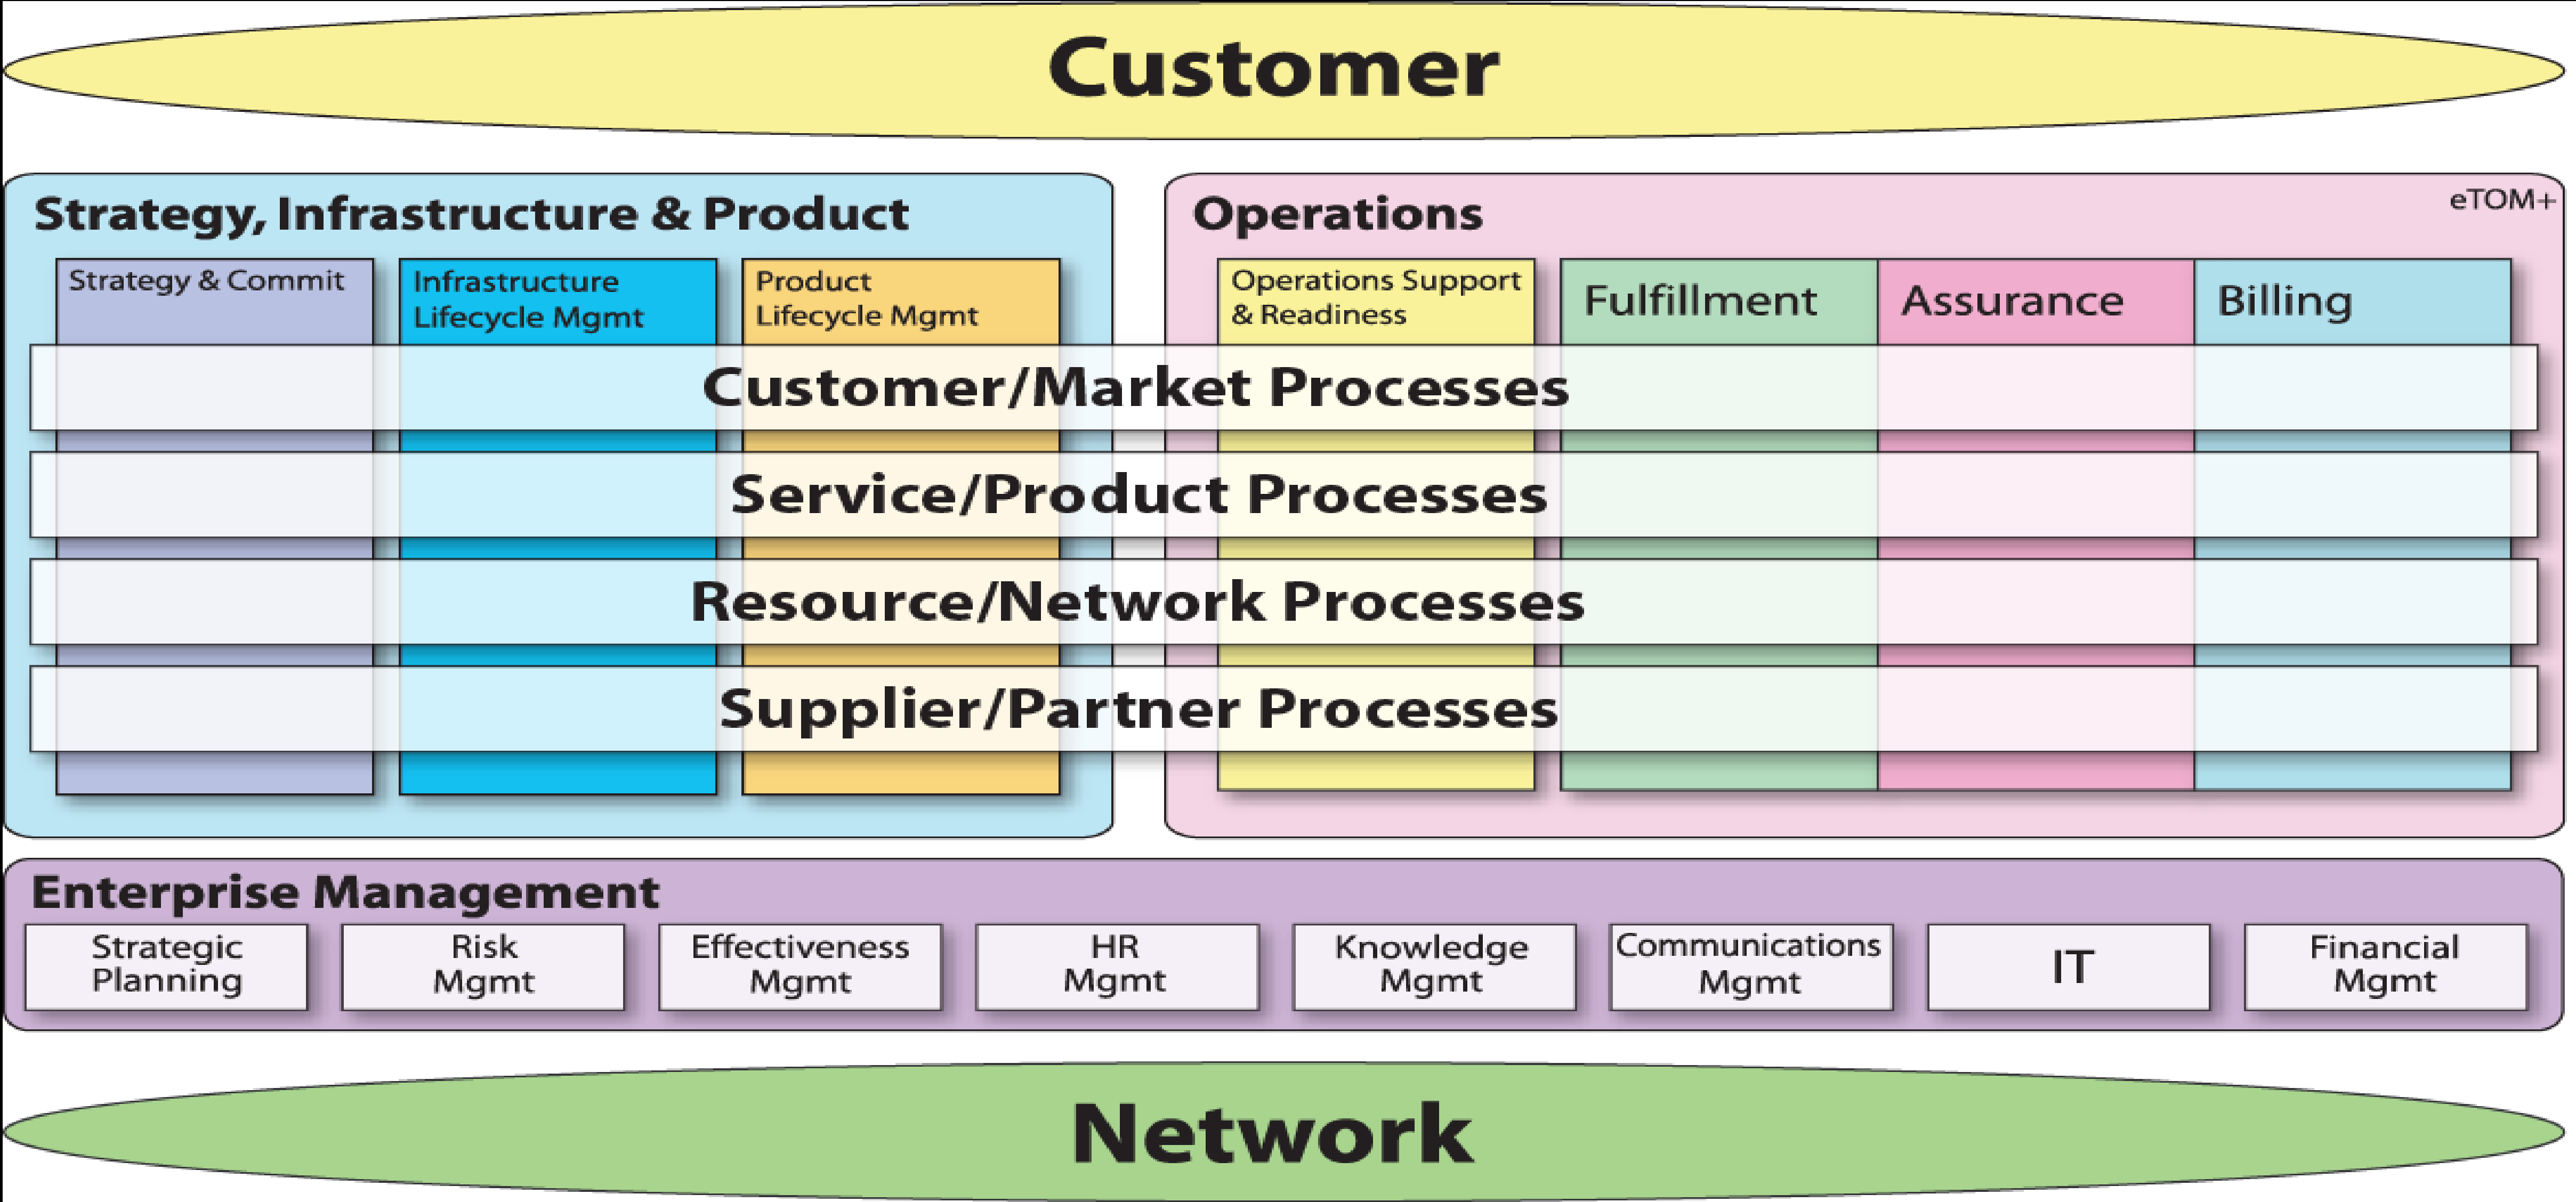 Customer
Strategy, Infrastructure & Product
Strategy & Commit
Infrastructure
Lifecycle Mgmt
Product
Lifecycle Mgmt
Operations
eTOM+
Operations Support
& Readiness
Fulfillment
Assurance
Billing
Customer/Market Processes
Service/Product Processes
Resource/Network Processes
Supplier/Partner Processes
Enterprise Management
Strategic
Planning
Risk
Mgmt
Effectiveness
Mgmt
HR
Mgmt
Knowledge
Mgmt
Communications
Mgmt
IT
Financial
Mgmt
Network